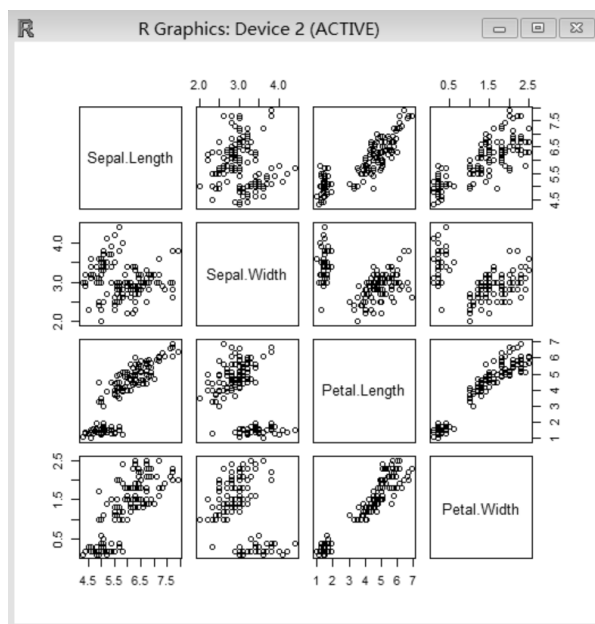 R Graphics: Device 2 (ACTIVE)
2.0 3.0 4.0
0.5 1.5 2.5
Sepal.Length
4.5 5.5 6.5 7.5
2.0 3.0 4.0
Sepal.Width
Petal.Length
1 2 3 4 5 6 7
0.5 1.5 2.5
Petal.Width
4.5 5.5 6.5 7.5
1 2 3 4 5 6 7